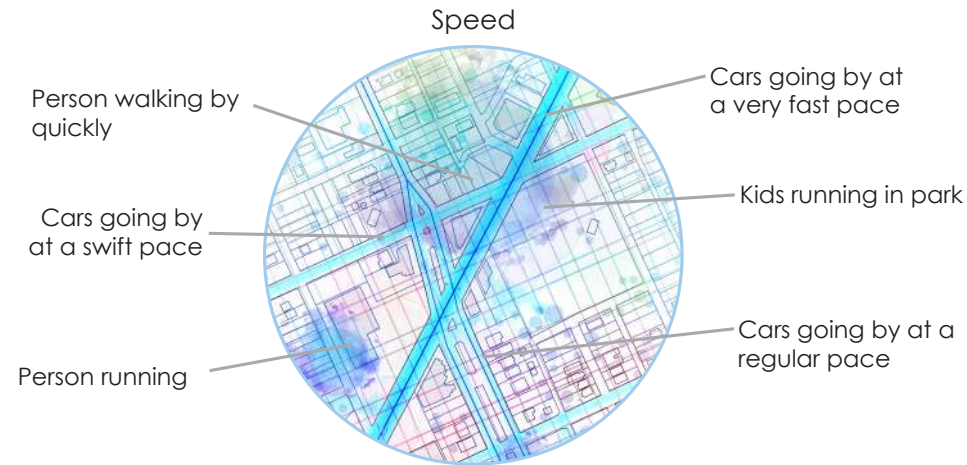 Speed
Person walking by
quickly
Cars going by at
a very fast pace
Cars going by
at a swift pace
Kids running in park
Person running
Cars going by at a
regular pace